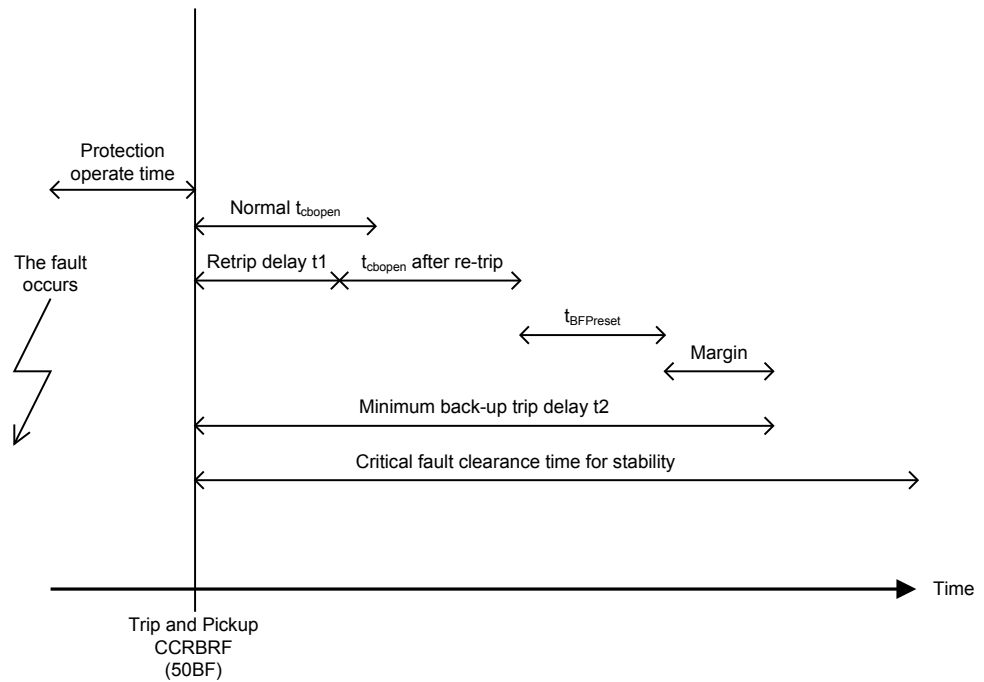 Protection
operate time
Normal tcbopen
The fault
occurs
Retrip delay t1
tcbopen after re-trip
tBFPreset
Margin
Minimum back-up trip delay t2
Critical fault clearance time for stability
Time
Trip and Pickup
CCRBRF
(50BF)